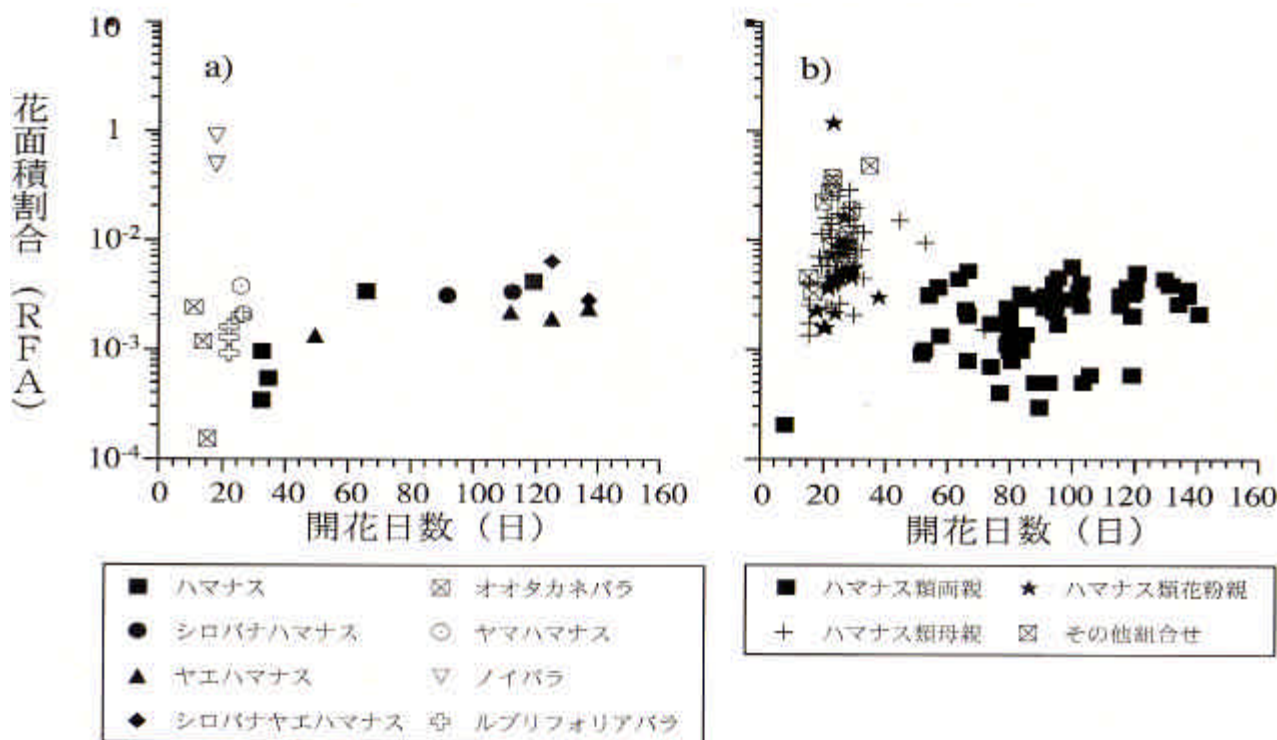 花面積割合（RFA）
a)
10
1
10-2
10-3
10-4
0 20 40 60 80 100 120 140 160
開花日数（日）
b)
0 20 40 60 80 100 120 140 160
開花日数（日）
■ ハマナス
● シロバナハマナス
▲ ヤエハマナス
◆ シロバナヤエハマナス
オオタカネバラ
ヤマハマナス
▽ ノイバラ
ルブリフォリアバラ
■ ハマナス類両親
＋ ハマナス類母親
★ ハマナス類花粉親
その他組合せ